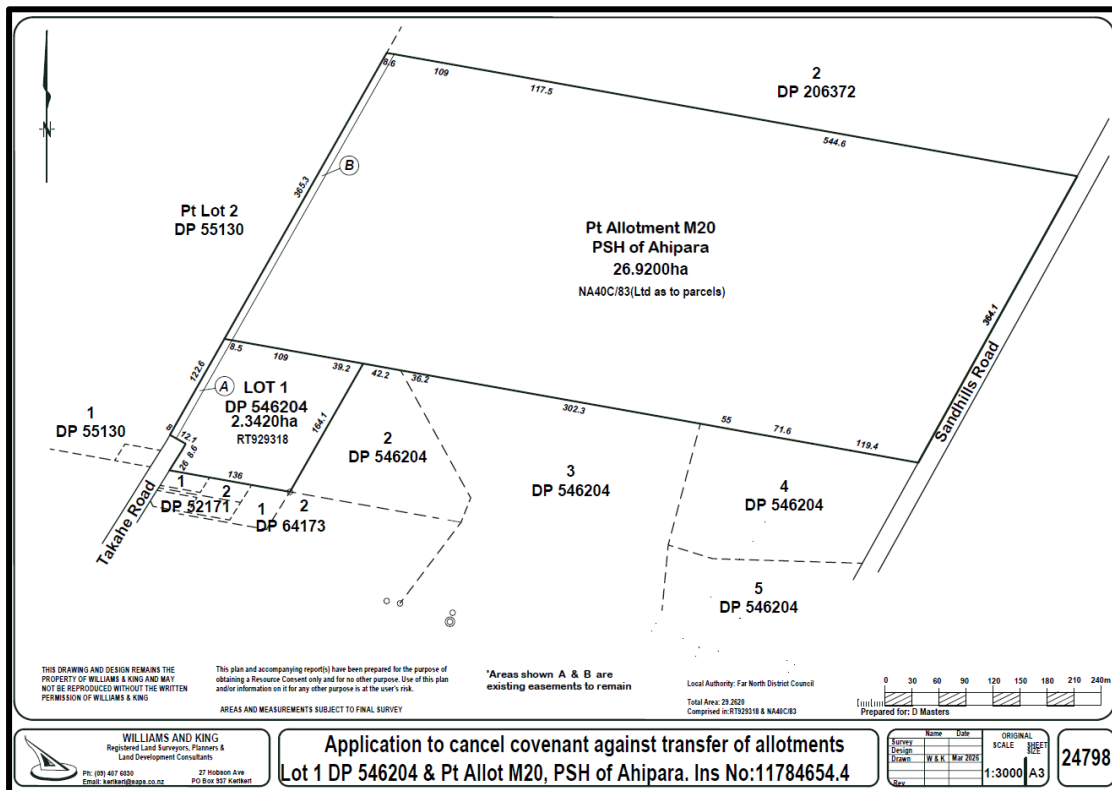 2
DP 206372
8.6
109
117.5
544.6
B
365.3
Pt Lot 2
DP 55130
Pt Allotment M20
PSH of Ahipara
26.9200ha
NA40C/83(Ltd as to parcels)
364.1
Sandhills Road
8.5
109
39.2
42.2
36.2
302.3
55
71.6
119.4
122.6
A
LOT 1
DP 546204
2.3420ha
RT929318
164.1
1
DP 55130
8
12.1
8.6
26
136
2
DP 546204
3
DP 546204
4
DP 546204
5
DP 546204
1
2
DP 52171
1
2
DP 64173
Takahe Road
N
THIS DRAWING AND DESIGN REMAINS THE
PROPERTY OF WILLIAMS & KING AND MAY
NOT BE REPRODUCED WITHOUT THE WRITTEN
PERMISSION OF WILLIAMS & KING
This plan and accompanying report(s) have been prepared for the purpose of
obtaining a Resource Consent only and for no other purpose. Use of this plan
and/or information on it for any other purpose is at the user's risk.
AREAS AND MEASUREMENTS SUBJECT TO FINAL SURVEY
*Areas shown A & B are
existing easements to remain
Local Authority: Far North District Council
Total Area: 29.2620
Comprised in:RT929318 & NA40C/83
0 30 60 90 120 150 180 210 240m
Prepared for: D Masters
WILLIAMS AND KING
Registered Land Surveyors, Planners &
Land Development Consultants
Ph: (09) 407 6030
Email: kerikeri@saps.co.nz
27 Hobson Ave
PO Box 937 Kerikeri
Application to cancel covenant against transfer of allotments
Lot 1 DP 546204 & Pt Allot M20, PSH of Ahipara. Ins No:11784654.4
Name Date
Survey
Design
Drawn W & K Mar 2026
Rev
ORIGINAL
SCALE SHEET SIZE
1:3000 A3
24798